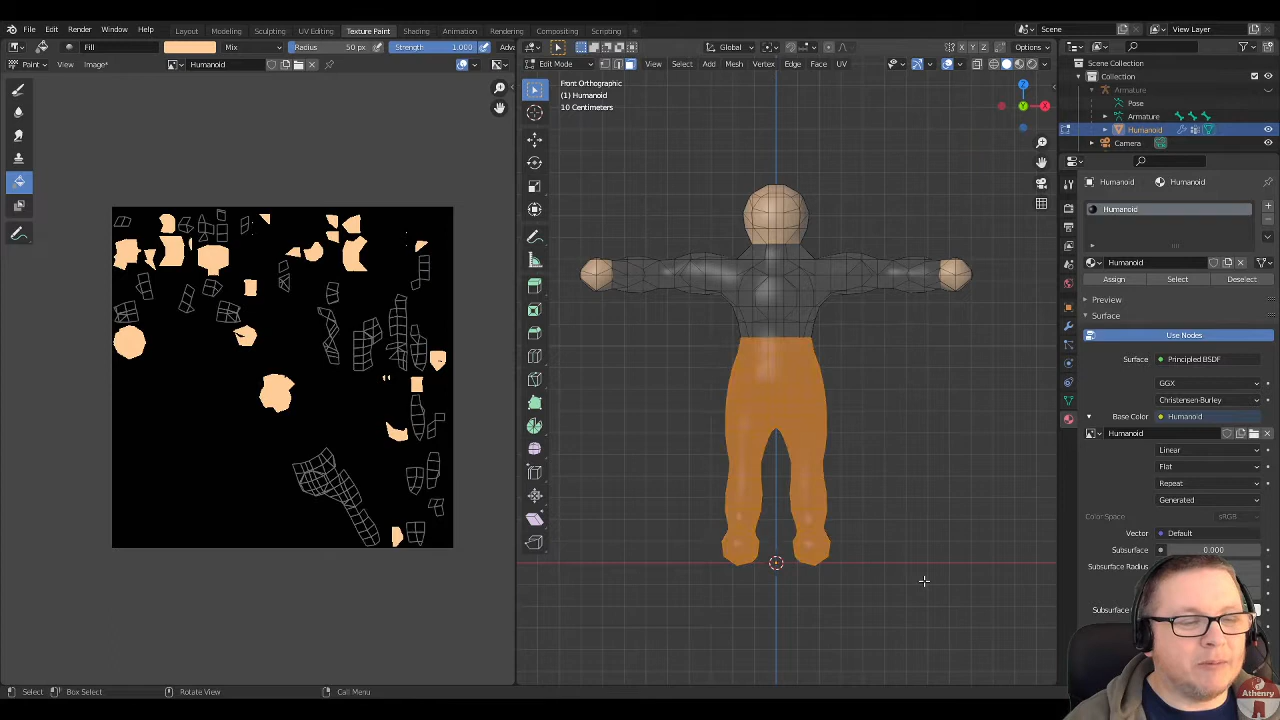 File Edit Render Window Help Layout Modeling Sculpting UV Editing Texture Paint Shading Animation Compositing Rendering Scripting Scene View Layer
Fill Mix Radius 50 px Strength 1.000 Adv Global X Y Z Options
Paint View Image* Humanoid Edit Mode View Select Add Mesh Vertex Edge Face UV
Scene Collection
Collection
Armature
Pose
Armature
Humanoid
Camera
Front Orthographic
(1) Humanoid
10 Centimeters
Z
X
Y
Humanoid Humanoid
Humanoid
Humanoid
Assign Select Deselect
Preview
Surface
Use Nodes
Surface Principled BSDF
GGX
Christensen-Burley
Base Color Humanoid
Humanoid
Linear
Flat
Repeat
Generated
Color Space sRGB
Vector Default
Subsurface 0.000
Subsurface Radius
Subsurface
Select Box Select Rotate View Call Menu
Athenry